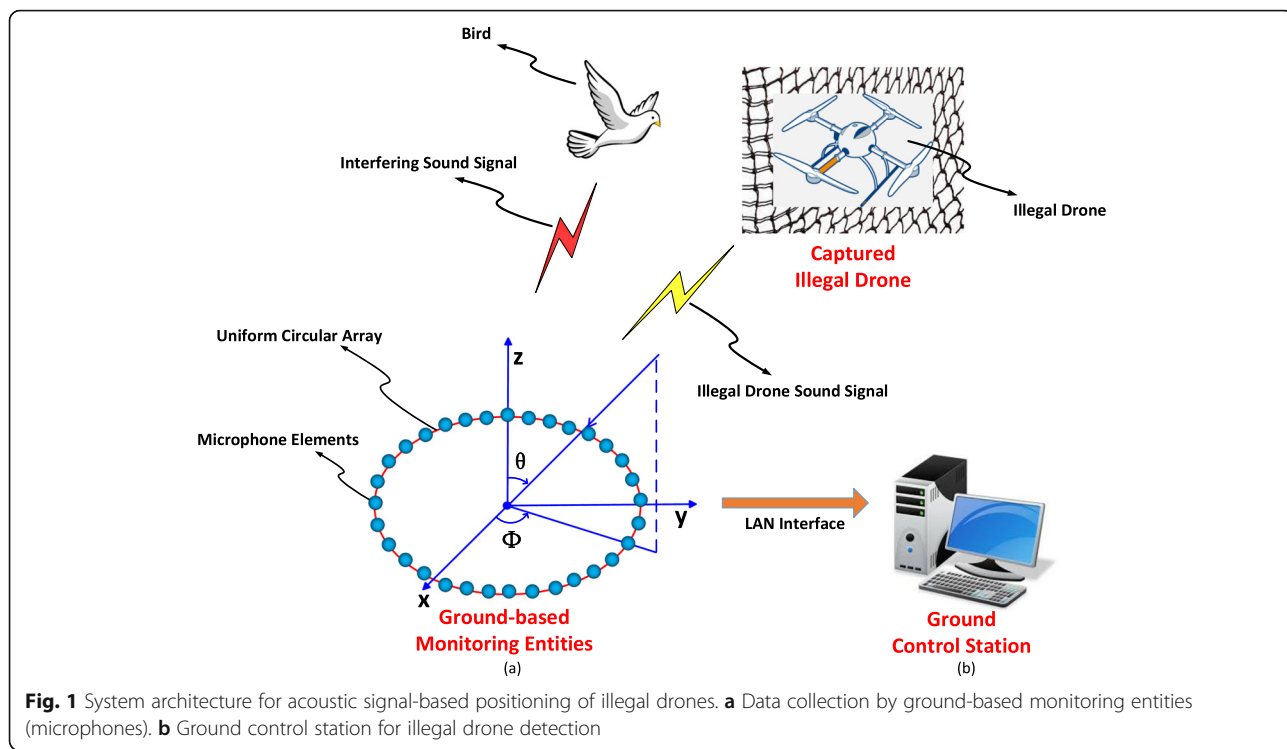 Bird
Interfering Sound Signal
Illegal Drone
Captured
Illegal Drone
Uniform Circular Array
Illegal Drone Sound Signal
Microphone Elements
z
θ
y
Φ
x
LAN Interface
Ground-based
Monitoring Entities
(a)
Ground
Control Station
(b)
Fig. 1 System architecture for acoustic signal-based positioning of illegal drones. a Data collection by ground-based monitoring entities
(microphones). b Ground control station for illegal drone detection